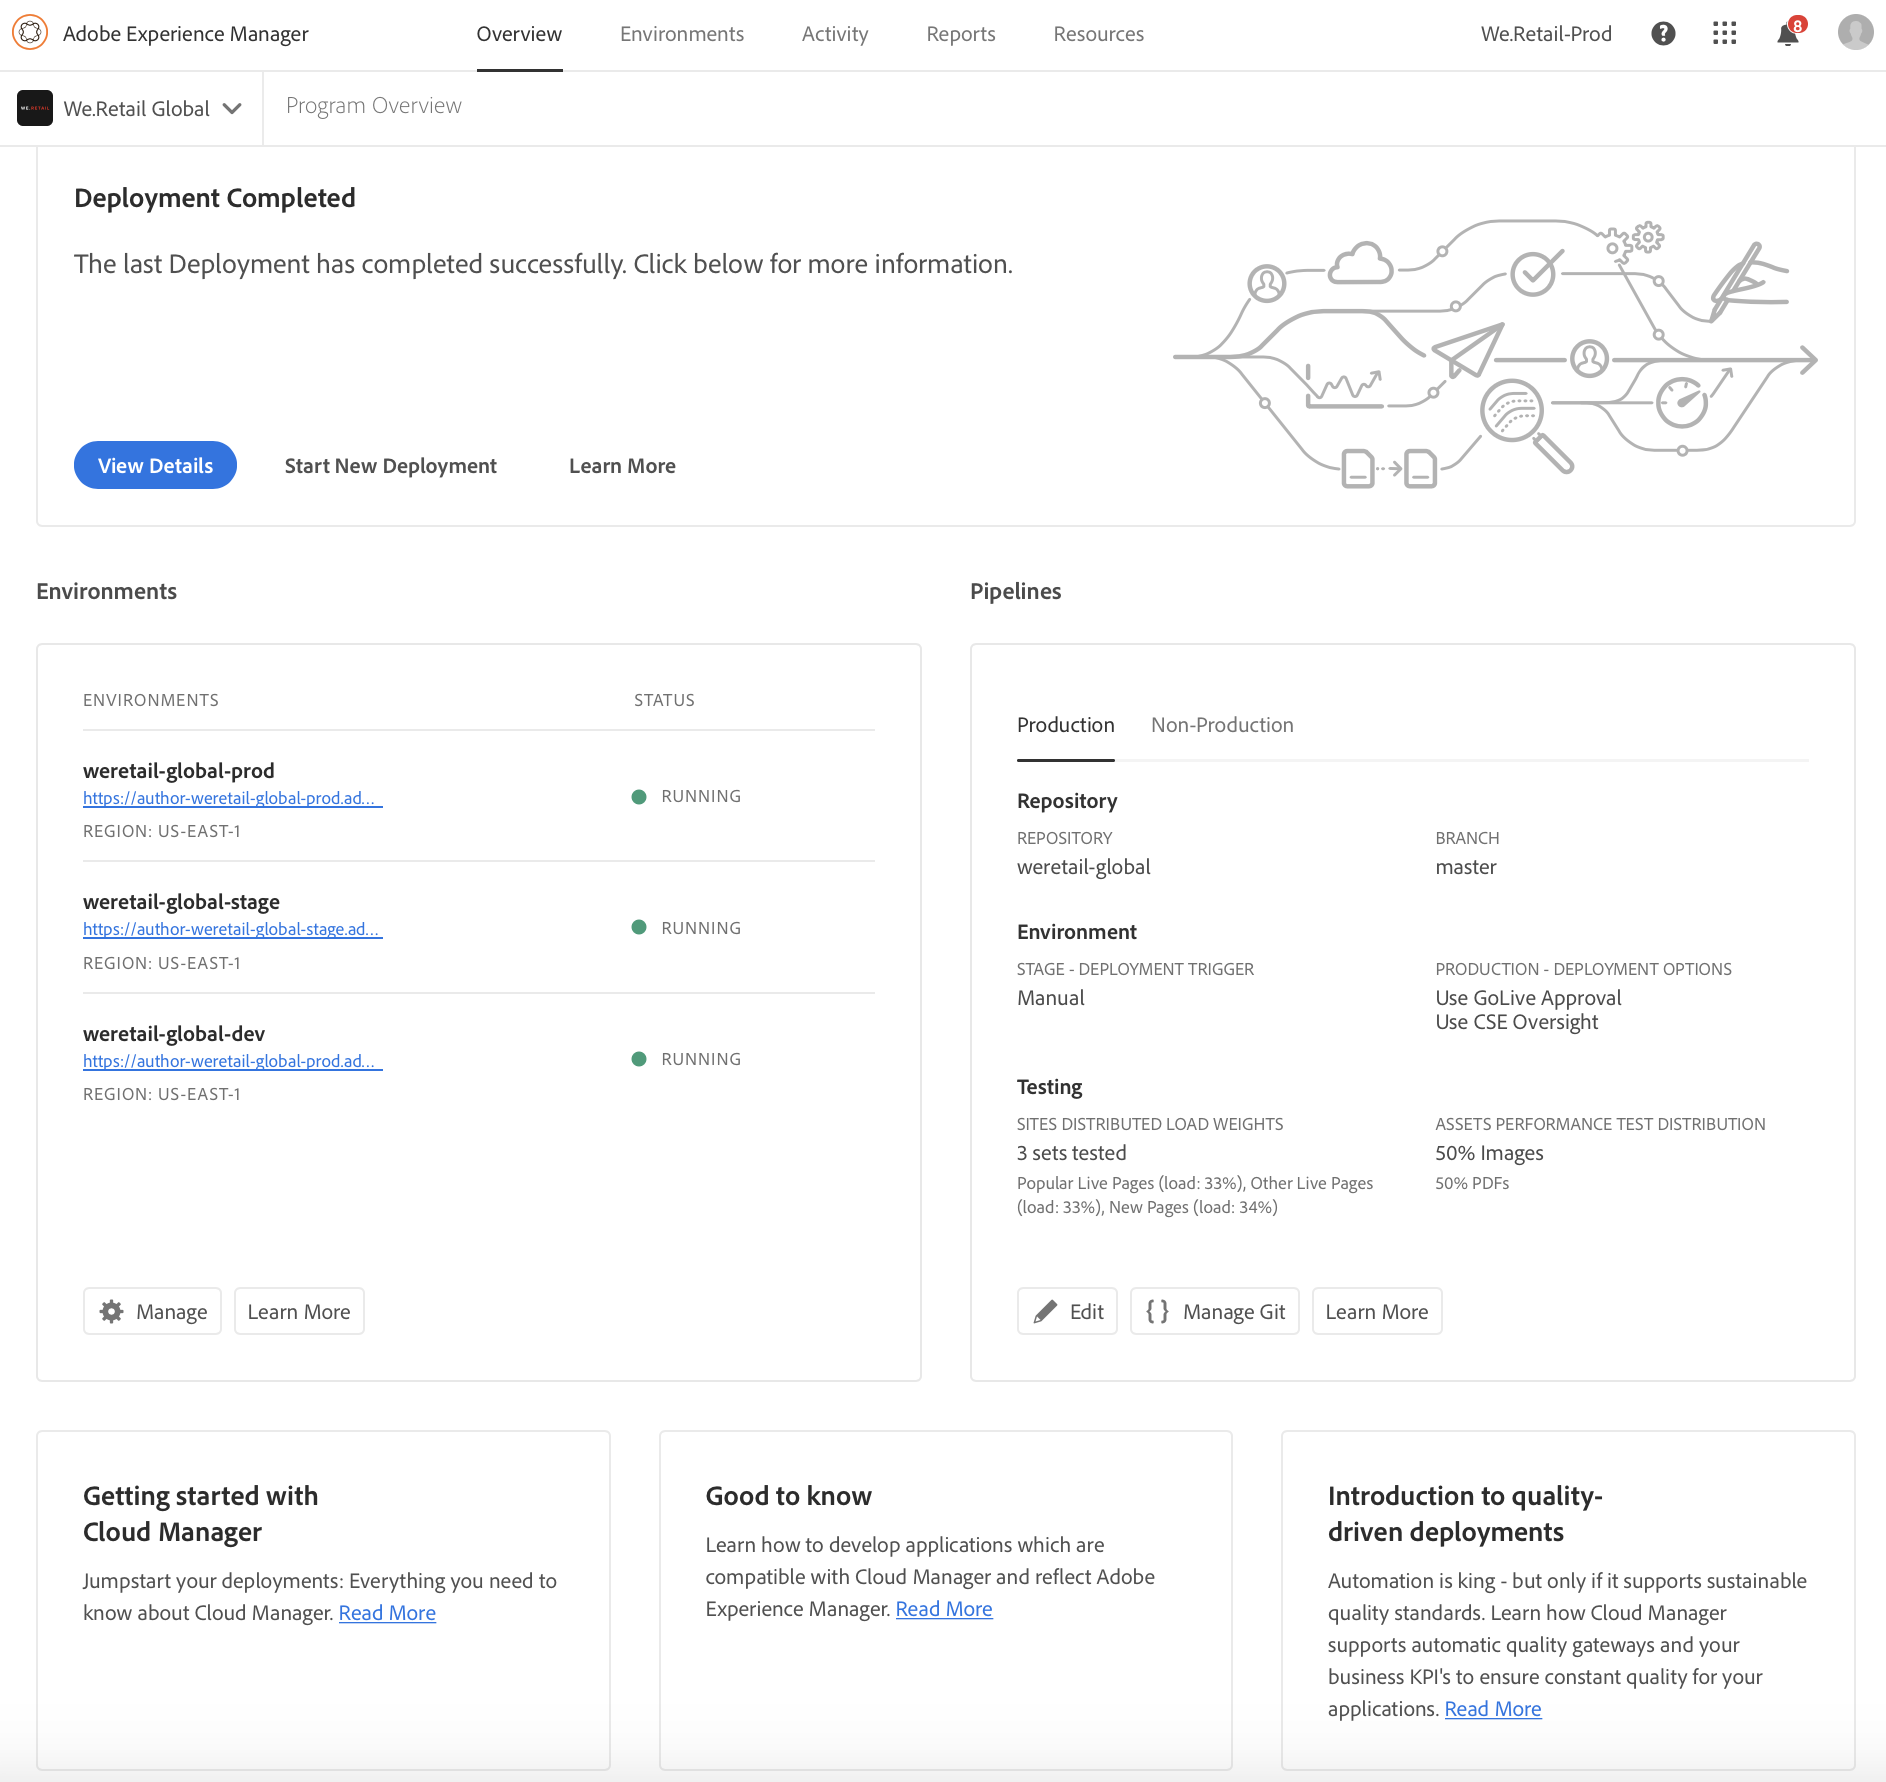 Adobe Experience Manager
Overview
Environments
Activity
Reports
Resources
We.Retail-Prod
?
8
WE.RETAIL
We.Retail Global
Program Overview
Deployment Completed
The last Deployment has completed successfully. Click below for more information.
View Details
Start New Deployment
Learn More
Environments
ENVIRONMENTS
STATUS
weretail-global-prod
https://author-weretail-global-prod.ad...
REGION: US-EAST-1
RUNNING
weretail-global-stage
https://author-weretail-global-stage.ad...
REGION: US-EAST-1
RUNNING
weretail-global-dev
https://author-weretail-global-prod.ad...
REGION: US-EAST-1
RUNNING
Manage
Learn More
Pipelines
Production
Non-Production
Repository
REPOSITORY
weretail-global
BRANCH
master
Environment
STAGE - DEPLOYMENT TRIGGER
Manual
PRODUCTION - DEPLOYMENT OPTIONS
Use GoLive Approval
Use CSE Oversight
Testing
SITES DISTRIBUTED LOAD WEIGHTS
3 sets tested
Popular Live Pages (load: 33%), Other Live Pages
(load: 33%), New Pages (load: 34%)
ASSETS PERFORMANCE TEST DISTRIBUTION
50% Images
50% PDFs
Edit
{} Manage Git
Learn More
Getting started with
Cloud Manager
Jumpstart your deployments: Everything you need to
know about Cloud Manager. Read More
Good to know
Learn how to develop applications which are
compatible with Cloud Manager and reflect Adobe
Experience Manager. Read More
Introduction to quality-
driven deployments
Automation is king - but only if it supports sustainable
quality standards. Learn how Cloud Manager
supports automatic quality gateways and your
business KPI's to ensure constant quality for your
applications. Read More